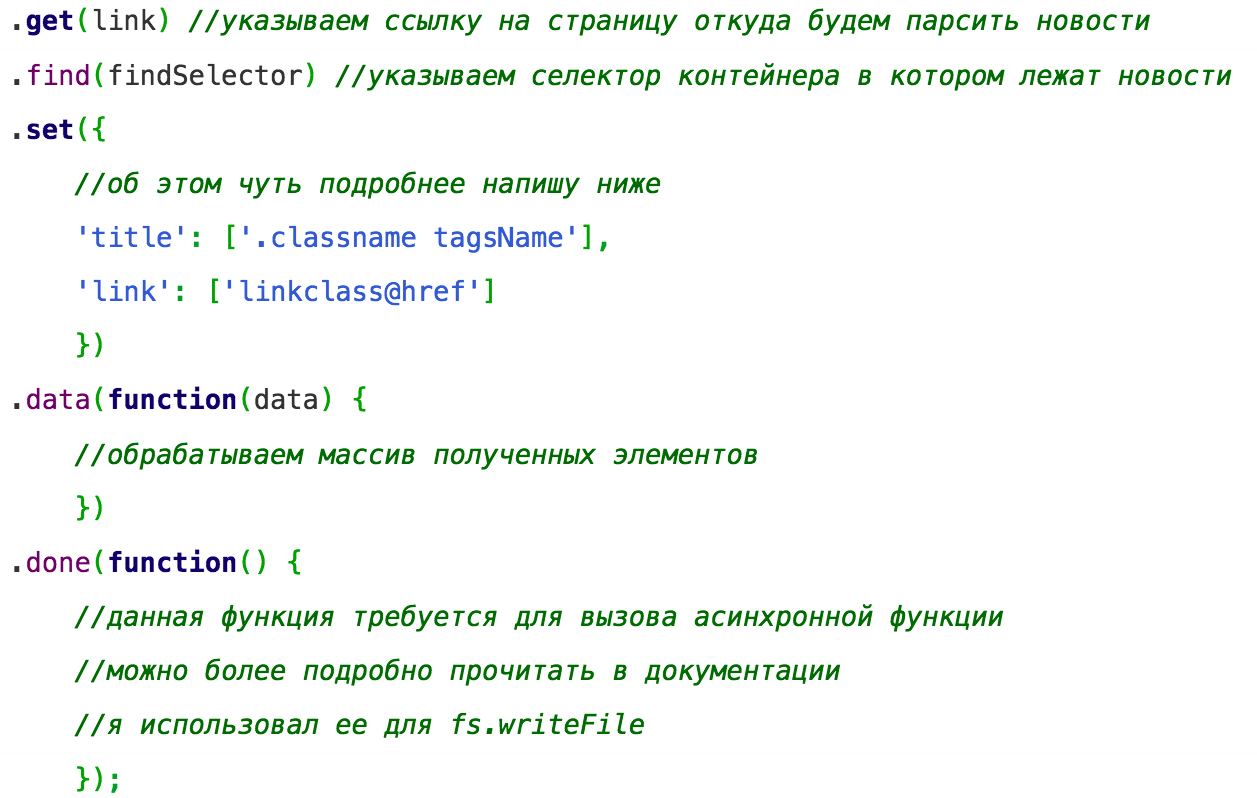 .get(link) //указываем ссылку на страницу откуда будем парсить новости
.find(findSelector) //указываем селектор контейнера в котором лежат новости
.set({
    //об этом чуть подробнее напишу ниже
    'title': ['.classname tagsName'],
    'link': ['linkclass@href']
    })
.data(function(data) {
    //обрабатываем массив полученных элементов
    })
.done(function() {
    //данная функция требуется для вызова асинхронной функции
    //можно более подробно прочитать в документации
    //я использовал ее для fs.writeFile
    });